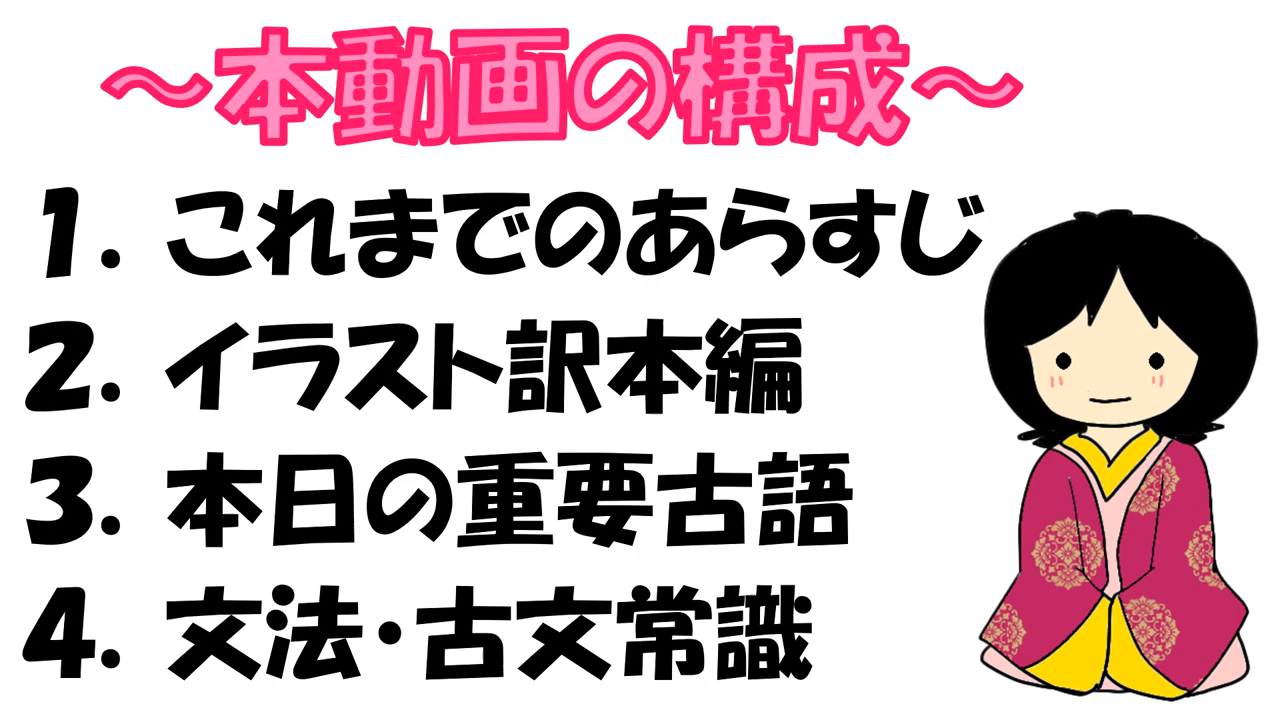 ～本動画の構成～
1. これまでのあらすじ
2. イラスト訳本編
3. 本日の重要古語
4. 文法・古文常識